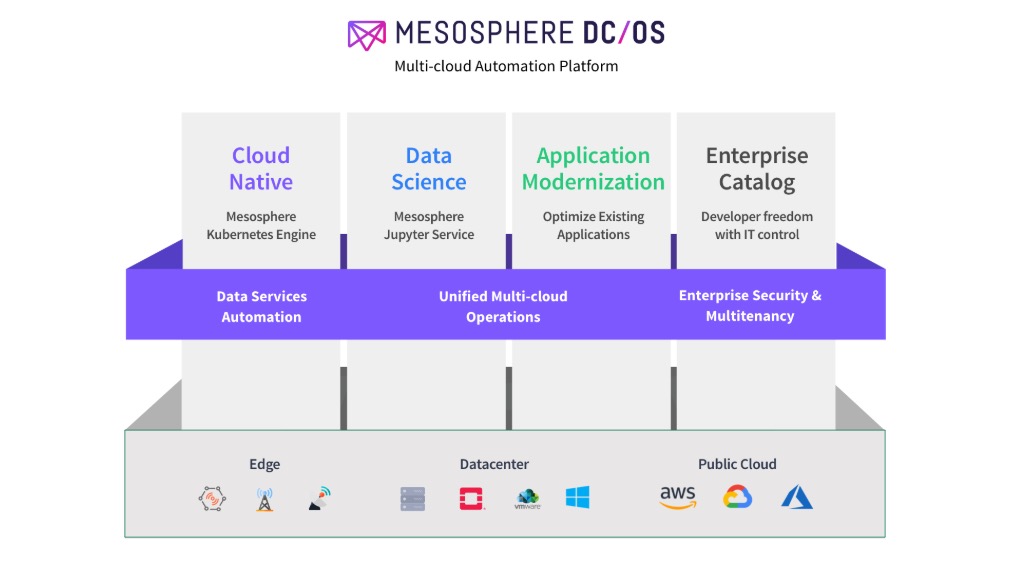 MESOSPHERE DC/OS
Multi-cloud Automation Platform
Cloud
Native
Mesosphere
Kubernetes Engine
Data
Science
Mesosphere
Jupyter Service
Application
Modernization
Optimize Existing
Applications
Enterprise
Catalog
Developer freedom
with IT control
Data Services
Automation
Unified Multi-cloud
Operations
Enterprise Security &
Multitenancy
Edge
Datacenter
vmware
Public Cloud
aws